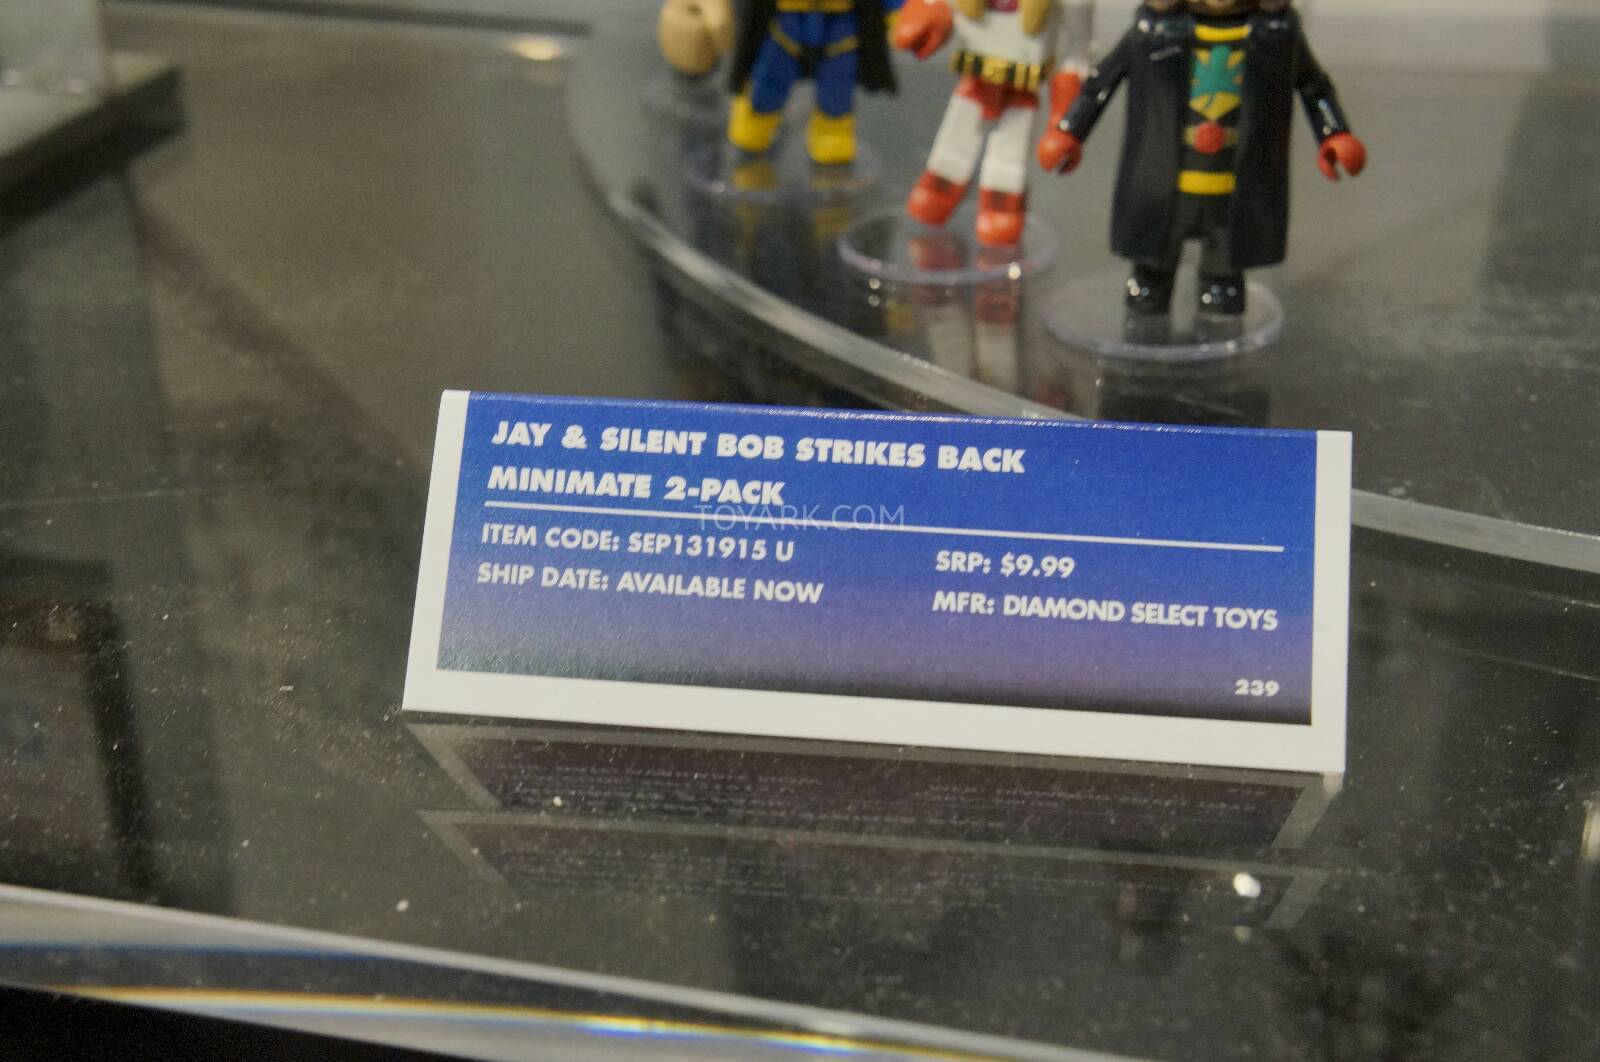 JAY & SILENT BOB STRIKES BACK
MINIMATE 2-PACK
TOYARK.COM
ITEM CODE: SEP131915 U
SRP: $9.99
SHIP DATE: AVAILABLE NOW
MFR: DIAMOND SELECT TOYS
239